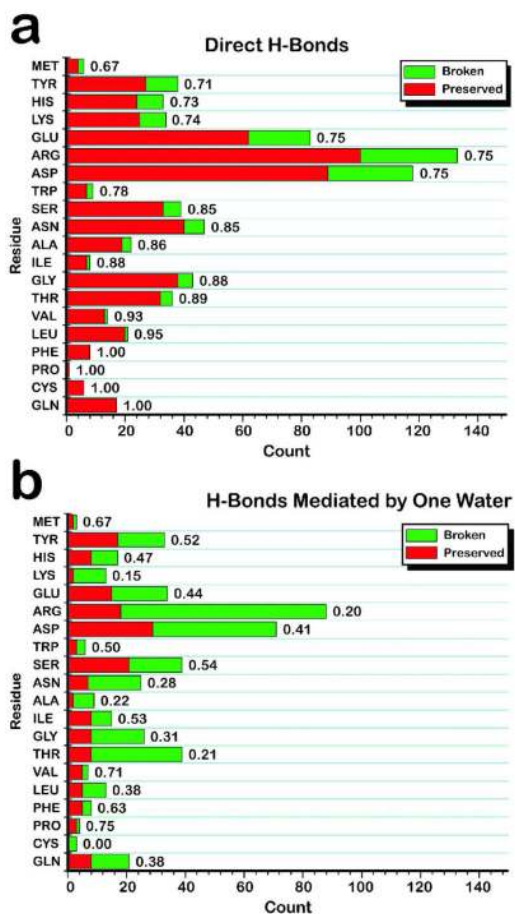 a
Direct H-Bonds
Broken
Preserved
MET 0.67
TYR 0.71
HIS 0.73
LYS 0.74
GLU 0.75
ARG 0.75
ASP 0.75
TRP 0.78
SER 0.85
ASN 0.85
ALA 0.86
ILE 0.88
GLY 0.88
THR 0.89
VAL 0.93
LEU 0.95
PHE 1.00
PRO 1.00
CYS 1.00
GLN 1.00
Residue
0 20 40 60 80 100 120 140
Count
b
H-Bonds Mediated by One Water
Broken
Preserved
MET 0.67
TYR 0.52
HIS 0.47
LYS 0.15
GLU 0.44
ARG 0.20
ASP 0.41
TRP 0.50
SER 0.54
ASN 0.28
ALA 0.22
ILE 0.53
GLY 0.31
THR 0.21
VAL 0.71
LEU 0.38
PHE 0.63
PRO 0.75
CYS 0.00
GLN 0.38
Residue
0 20 40 60 80 100 120 140
Count